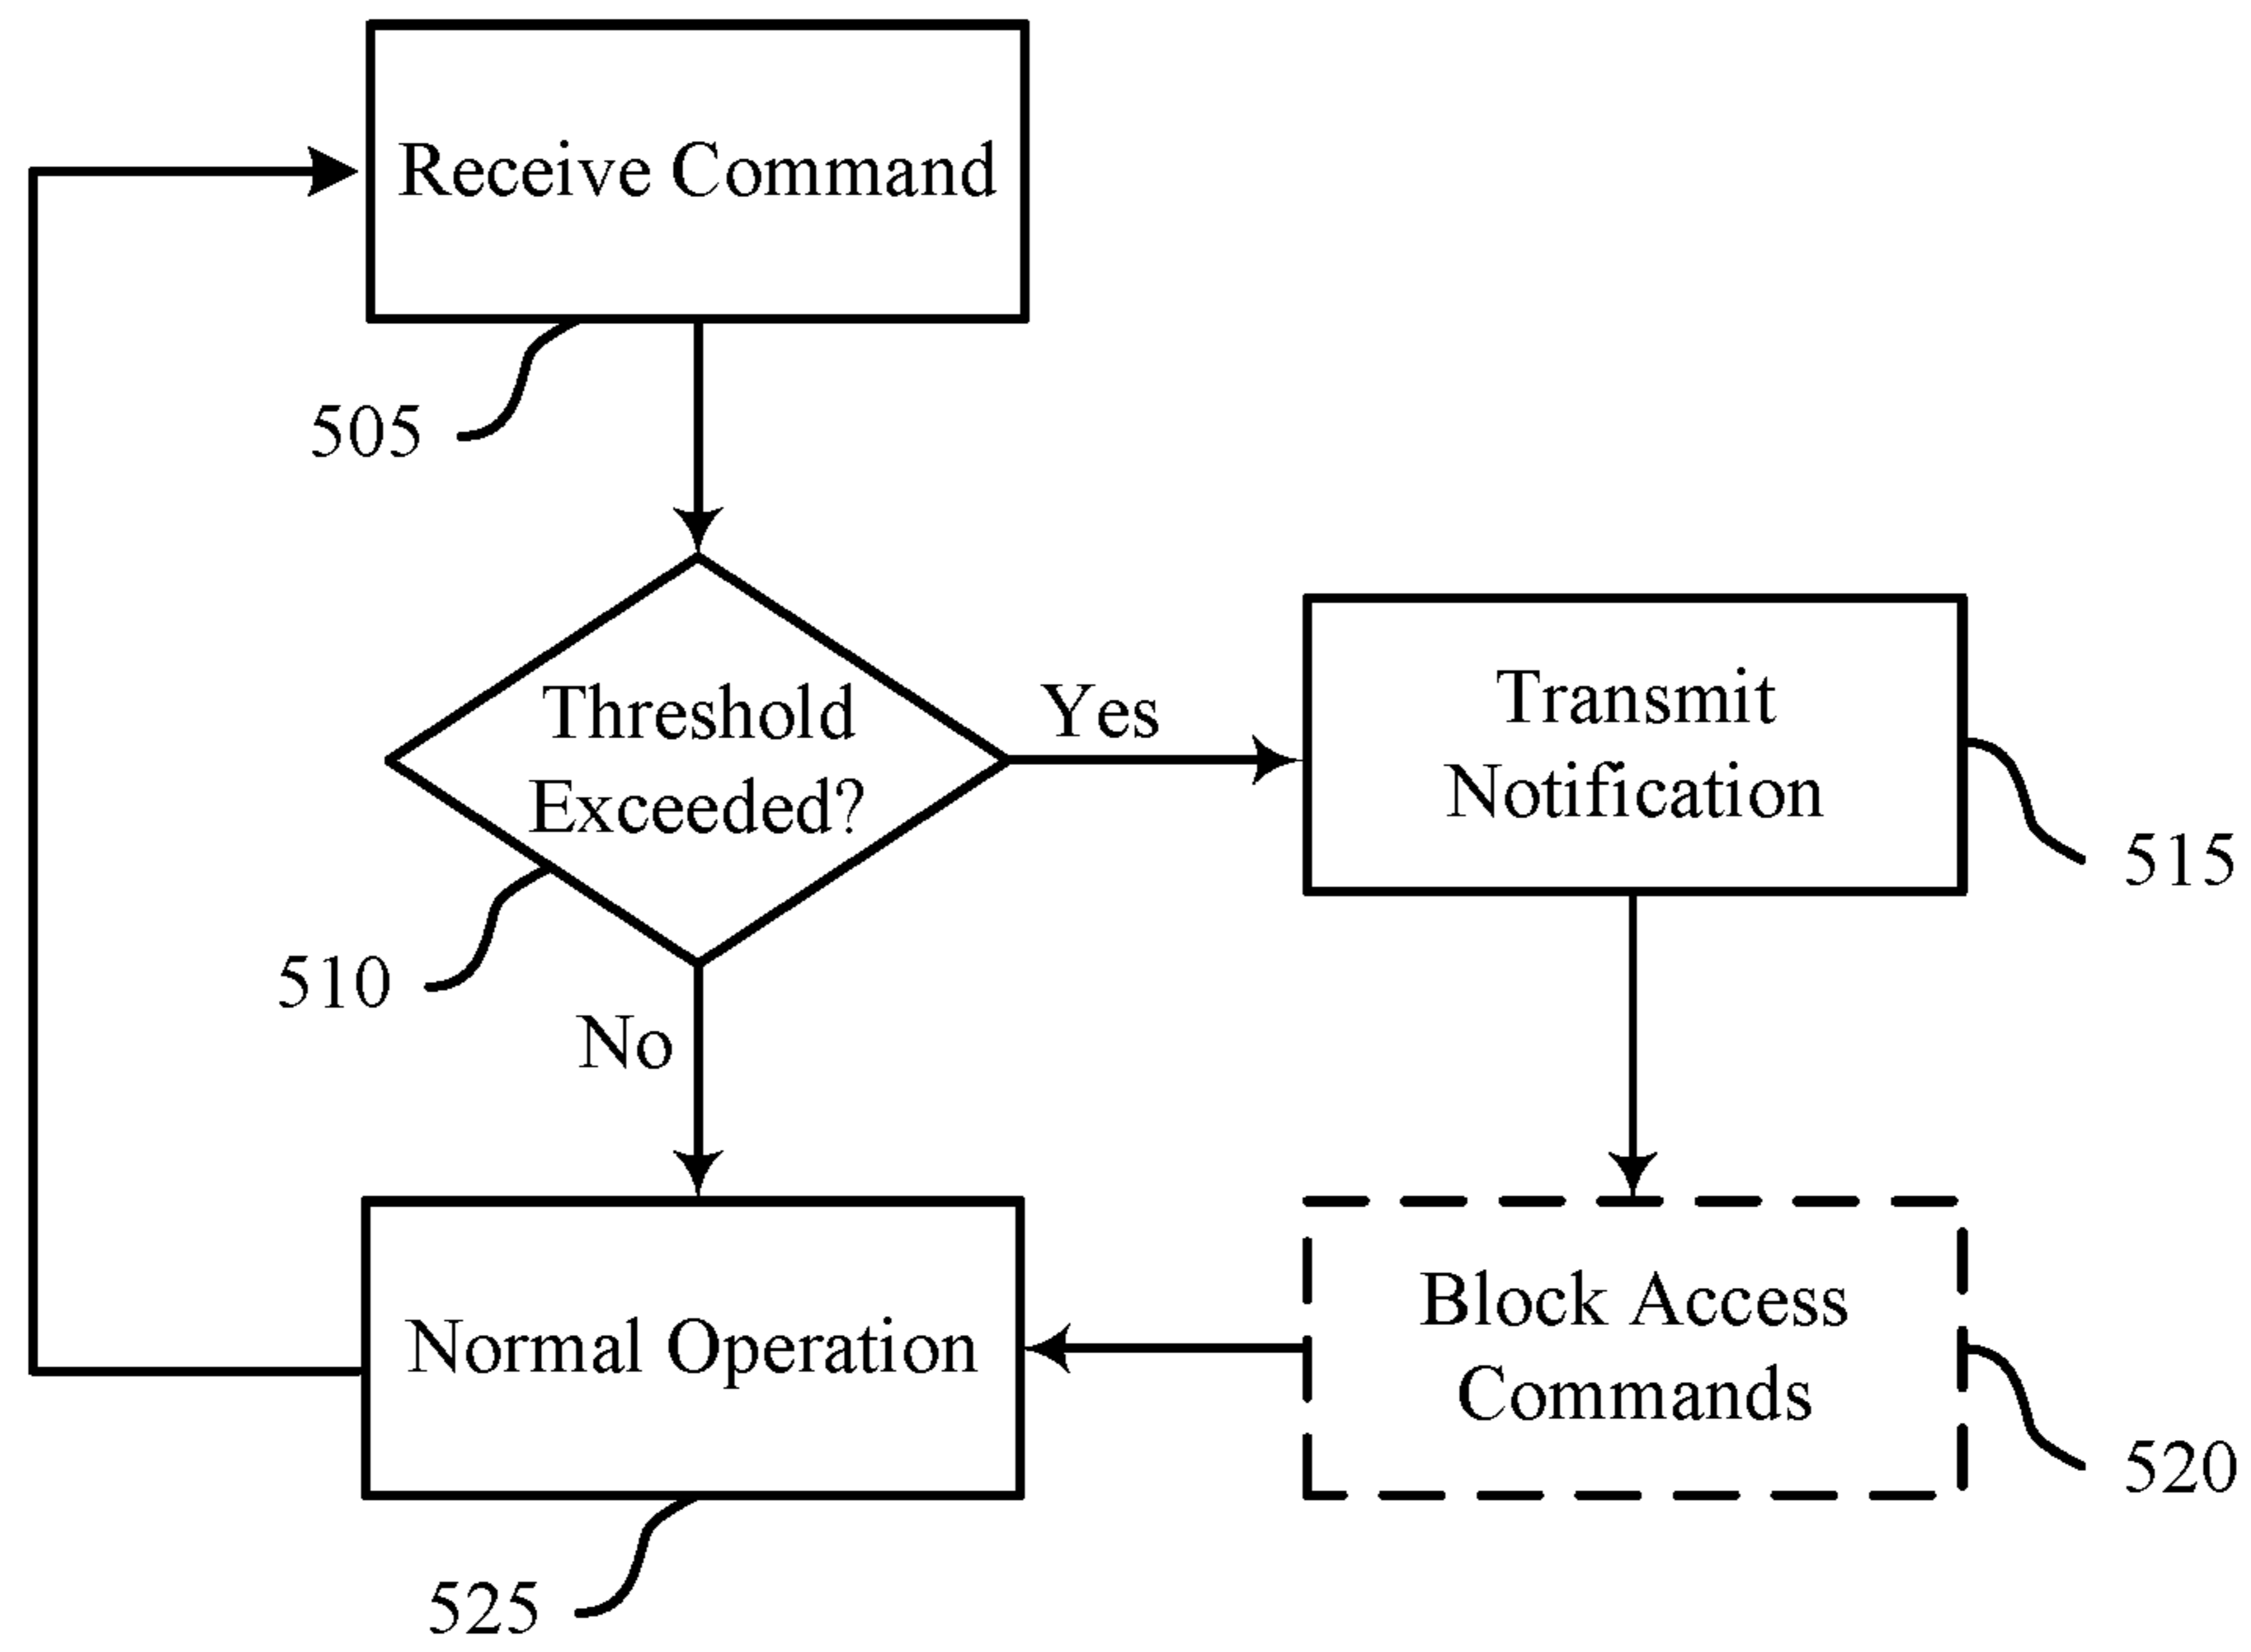 Receive Command
505
Threshold
Exceeded?
Yes
Transmit
Notification
515
510
No
Normal Operation
Block Access
Commands
520
525